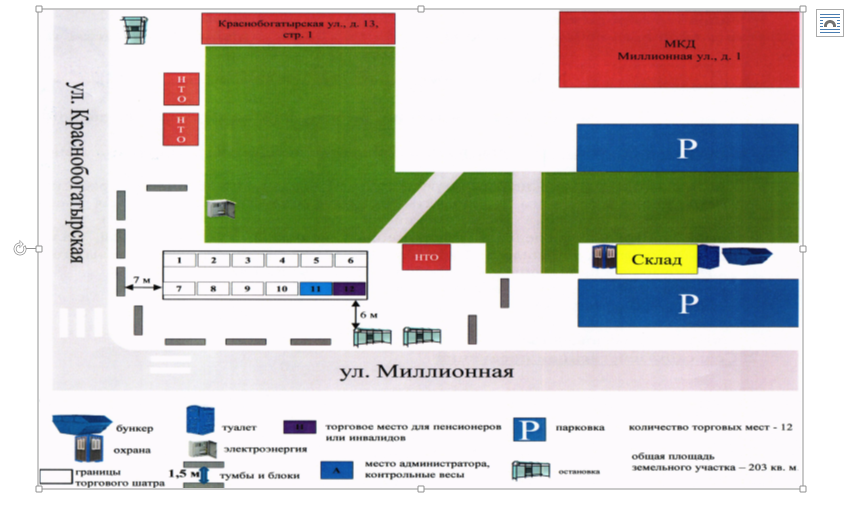 Краснобогатырская ул., д. 13,
стр. 1
МКД
Миллионная ул., д. 1
Н
Т
О
Н
Т
О
Р
ул. Краснобогатырская
1 2 3 4 5 6
7 8 9 10 11 12
7 м
НТО
Склад
Р
6 м
ул. Миллионная
бункер
охрана
границы
торгового шатра
туалет
электроэнергия
1,5 м
тумбы и блоки
торговое место для пенсионеров
или инвалидов
А
место администратора,
контрольные весы
Р
парковка
остановка
количество торговых мест - 12
общая площадь
земельного участка – 203 кв. м